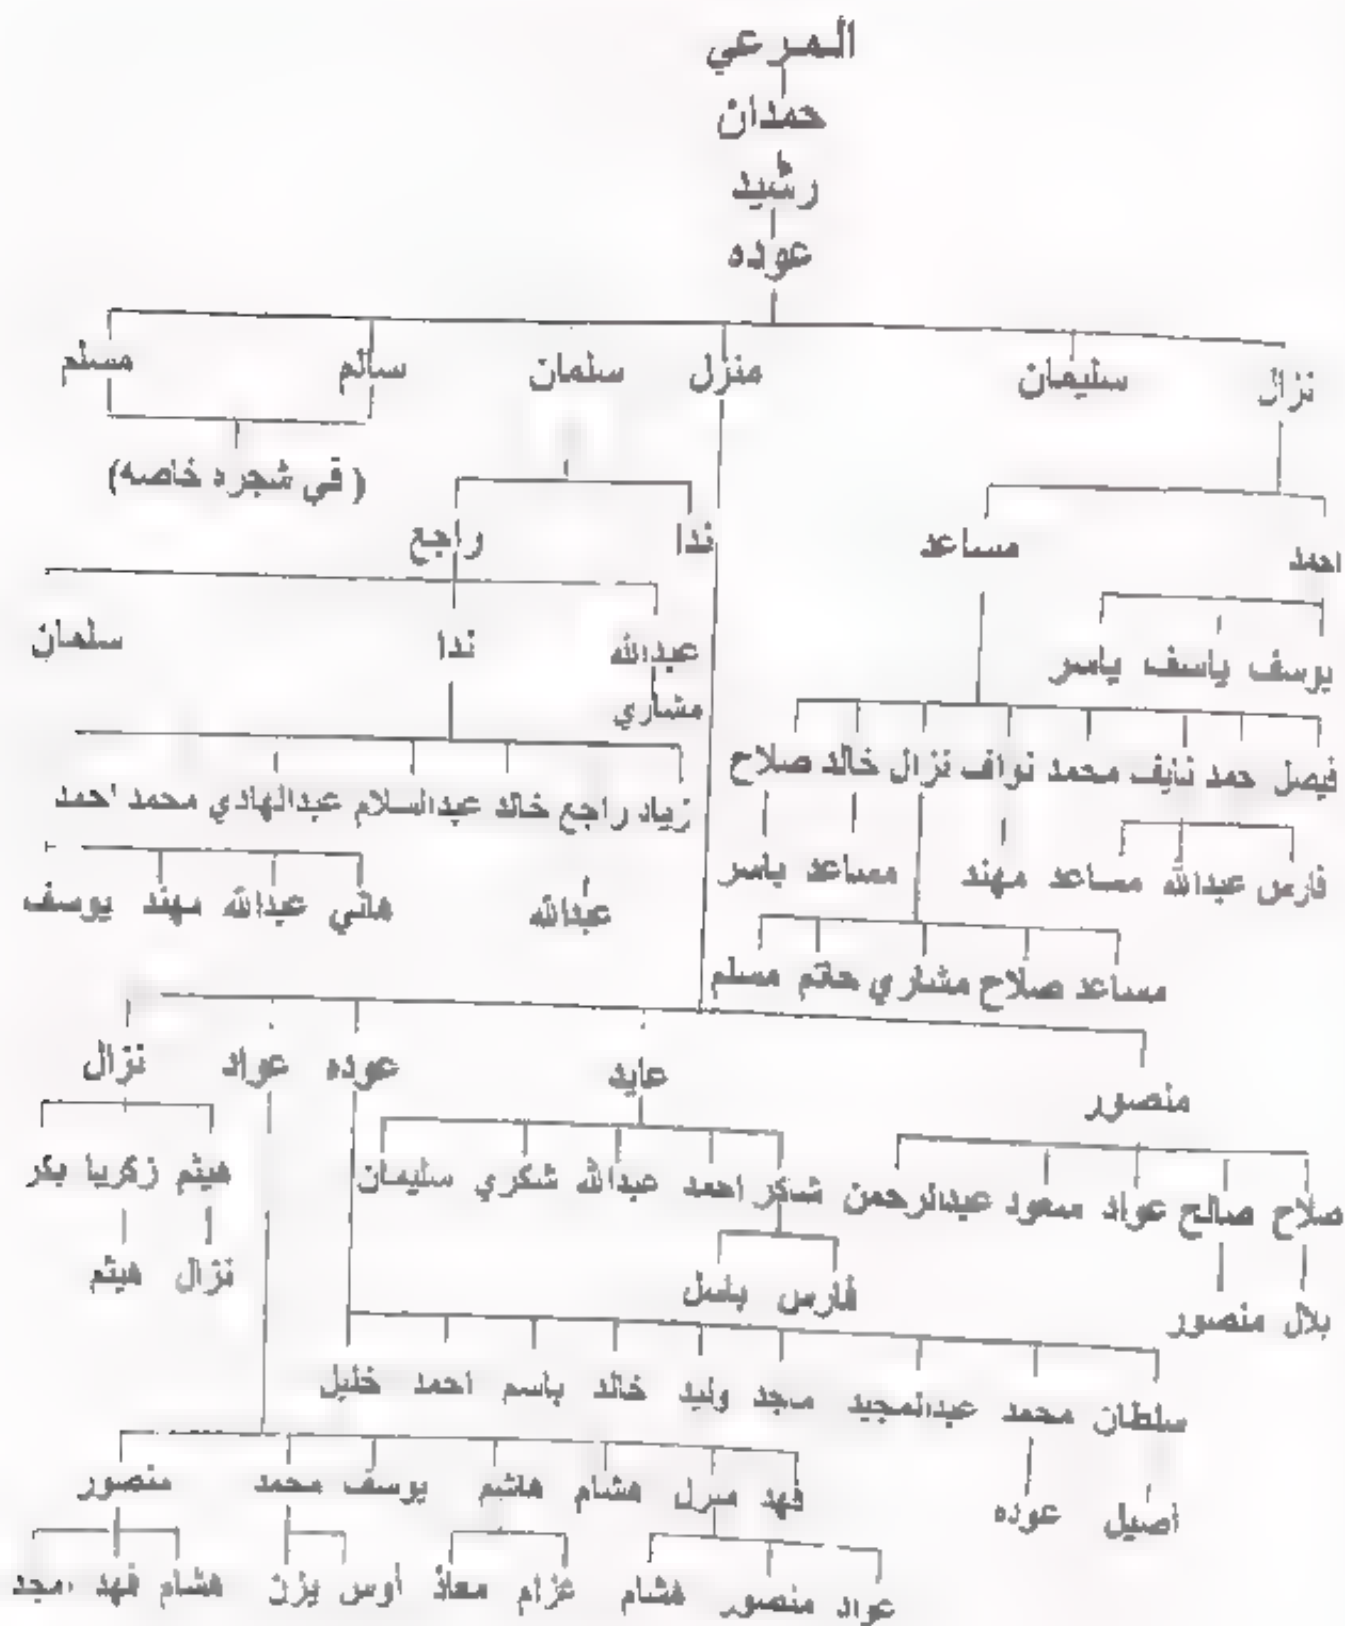 المرعي
حمدان
رشيد
عوده
نزال سليمان منزل سلمان سالم مسلم
(في شجره خاصه)
احمد مساعد ندا راجع
يوسف ياسف ياسر عبدالله ندا سلمان
مشاري
فيصل حمد نايف محمد نواف نزال خالد صلاح
زياد راجع خالد عبدالسلام عبدالهادي محمد احمد
فارس عبدالله مساعد مهند مساعد ياسر
عبدالله هاني عبدالله مهند يوسف
مساعد صلاح مشاري حاتم مسلم
منصور عايد عوده عواد نزال
صلاح صالح عواد مسعود عبدالرحمن شاكر احمد عبدالله شكري سليمان هيثم زكريا بكر
بلال منصور فارس باسل نزال هيثم
سلطان محمد عبدالمجيد ماجد وليد خالد باسم احمد خليل
اصيل عوده
فهد منزل هشام هاشم يوسف محمد منصور
عواد منصور هشام عزام معاذ أوس يزن هشام فهد امجد